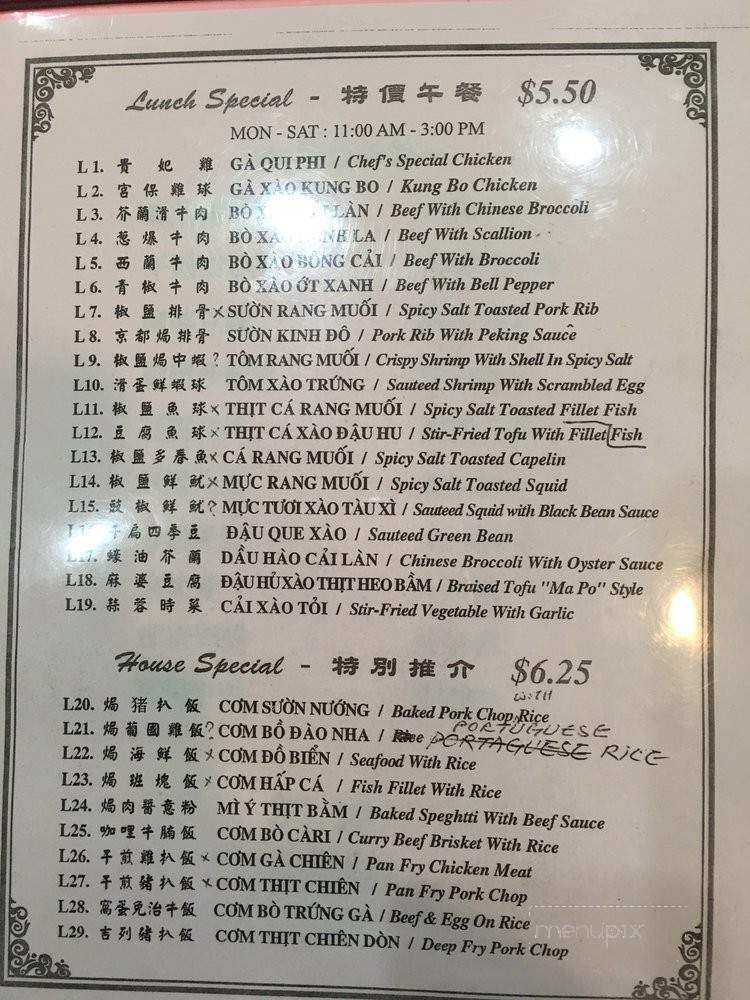 Lunch Special - 特價午餐 $5.50
MON - SAT : 11:00 AM - 3:00 PM
L 1. 貴妃雞 GÀ QUI PHI / Chef's Special Chicken
L 2. 宮保雞球 GÀ XÀO KUNG BO / Kung Bo Chicken
L 3. 芥蘭滑牛肉 BÒ LÀN / Beef With Chinese Broccoli
L 4. 葱爆牛肉 BÒ LA / Beef With Scallion
L 5. 西蘭牛肉 BÒ XÀO BÔNG CẢI / Beef With Broccoli
L 6. 青椒牛肉 BÒ XÀO ỚT XANH / Beef With Bell Pepper
L 7. 椒鹽排骨 x SƯỜN RANG MUỐI / Spicy Salt Toasted Pork Rib
L 8. 京都焗排骨 SƯỜN KINH ĐÔ / Pork Rib With Peking Sauce
L 9. 椒鹽焗中蝦 ? TÔM RANG MUỐI / Crispy Shrimp With Shell In Spicy Salt
L10. 滑蛋鮮蝦球 TÔM XÀO TRỨNG / Sauteed Shrimp With Scrambled Egg
L11. 椒鹽魚球 x THỊT CÁ RANG MUỐI / Spicy Salt Toasted Fillet Fish
L12. 豆腐魚球 x THỊT CÁ XÀO ĐẬU HU / Stir-Fried Tofu With Fillet Fish
L13. 椒鹽多春魚 x CÁ RANG MUỐI / Spicy Salt Toasted Capelin
L14. 椒鹽鮮魷 x MỰC RANG MUỐI / Spicy Salt Toasted Squid
L15. 豉椒鮮魷 ? MỰC TƯƠI XÀO TÀU XÌ / Sauteed Squid with Black Bean Sauce
干扁四季豆 ĐẬU QUE XÀO / Sauteed Green Bean
L17. 蠔油芥蘭 DẦU HÀO CẢI LÀN / Chinese Broccoli With Oyster Sauce
L18. 麻婆豆腐 ĐẬU HỦ XÀO THỊT HEO BẰM / Braised Tofu "Ma Po" Style
L19. 蒜蓉時菜 CẢI XÀO TỎI / Stir-Fried Vegetable With Garlic
House Special - 特別推介 $6.25
L20. 焗豬扒飯 CƠM SƯỜN NƯỚNG / Baked Pork Chop with Rice
L21. 焗葡國雞飯 ? CƠM BỒ ĐÀO NHA / Rice PORTAGUESE PORTUGUESE RICE
L22. 焗海鮮飯 x CƠM ĐỒ BIỂN / Seafood With Rice
L23. 焗班塊飯 x CƠM HẤP CÁ / Fish Fillet With Rice
L24. 焗肉醬意粉 MÌ Ý THỊT BẰM / Baked Speghtti With Beef Sauce
L25. 咖哩牛腩飯 CƠM BÒ CÀRI / Curry Beef Brisket With Rice
L26. 干煎雞扒飯 x CƠM GÀ CHIÊN / Pan Fry Chicken Meat
L27. 干煎豬扒飯 x CƠM THỊT CHIÊN / Pan Fry Pork Chop
L28. 窩蛋免治牛飯 CƠM BÒ TRỨNG GÀ / Beef & Egg On Rice
L29. 吉列豬扒飯 CƠM THỊT CHIÊN DÒN / Deep Fry Pork Chop
menupix